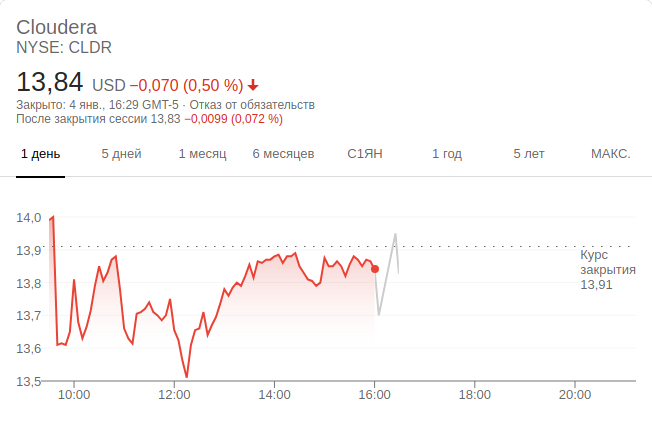 Cloudera
NYSE: CLDR
13,84 USD −0,070 (0,50 %)
Закрыто: 4 янв., 16:29 GMT-5 · Отказ от обязательств
После закрытия сессии 13,83 −0,0099 (0,072 %)
1 день 5 дней 1 месяц 6 месяцев С1ЯН 1 год 5 лет МАКС.
14,0
13,9
Курс
закрытия
13,8
13,91
13,7
13,6
13,5
10:00 12:00 14:00 16:00 18:00 20:00